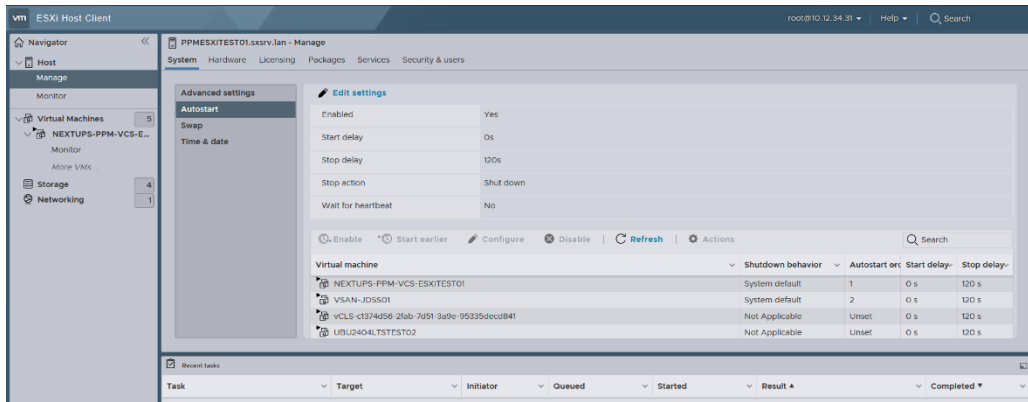 vm ESXi Host Client root@10.12.34.31 Help Search
Navigator
Host
Manage
Monitor
Virtual Machines 5
NEXTUPS-PPM-VCS-E...
Monitor
More VMs...
Storage 4
Networking 1
PPMESXITEST01.sxsrv.lan - Manage
System Hardware Licensing Packages Services Security & users
Advanced settings
Autostart
Swap
Time & date
Edit settings
Enabled Yes
Start delay 0s
Stop delay 120s
Stop action Shut down
Wait for heartbeat No
Enable Start earlier Configure Disable | Refresh | Actions Search
Virtual machine Shutdown behavior Autostart ord Start delay Stop delay
NEXTUPS-PPM-VCS-ESXITEST01 System default 1 0 s 120 s
VSAN-JDSS01 System default 2 0 s 120 s
vCLS-c1374d56-2fab-7d51-3a9e-95335decd841 Not Applicable Unset 0 s 120 s
UBU2404LTSTEST02 Not Applicable Unset 0 s 120 s
Recent tasks
Task Target Initiator Queued Started Result ▲ Completed ▼